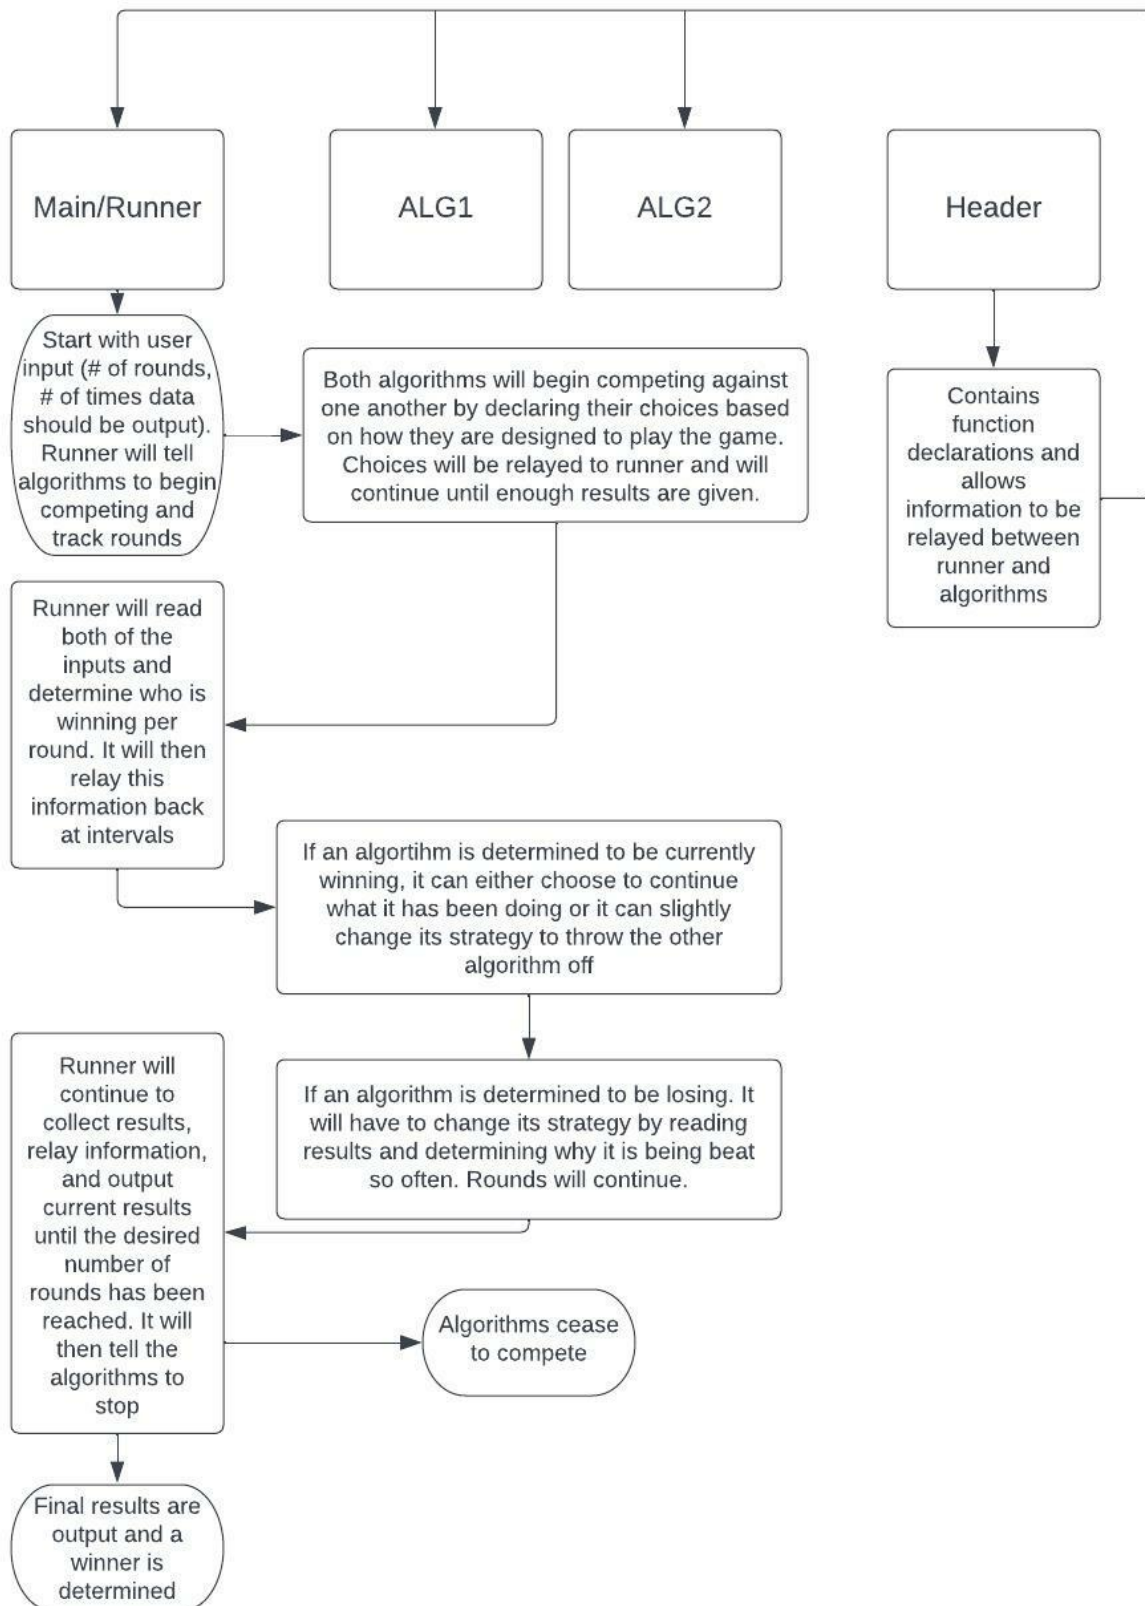 Main/Runner
ALG1
ALG2
Header
Start with user
input (# of rounds,
# of times data
should be output).
Runner will tell
algorithms to begin
competing and
track rounds
Both algorithms will begin competing against
one another by declaring their choices based
on how they are designed to play the game.
Choices will be relayed to runner and will
continue until enough results are given.
Contains
function
declarations and
allows
information to be
relayed between
runner and
algorithms
Runner will read
both of the
inputs and
determine who is
winning per
round. It will then
relay this
information back
at intervals
If an algortihm is determined to be currently
winning, it can either choose to continue
what it has been doing or it can slightly
change its strategy to throw the other
algorithm off
If an algorithm is determined to be losing. It
will have to change its strategy by reading
results and determining why it is being beat
so often. Rounds will continue.
Runner will
continue to
collect results,
relay information,
and output
current results
until the desired
number of
rounds has been
reached. It will
then tell the
algorithms to
stop
Algorithms cease
to compete
Final results are
output and a
winner is
determined